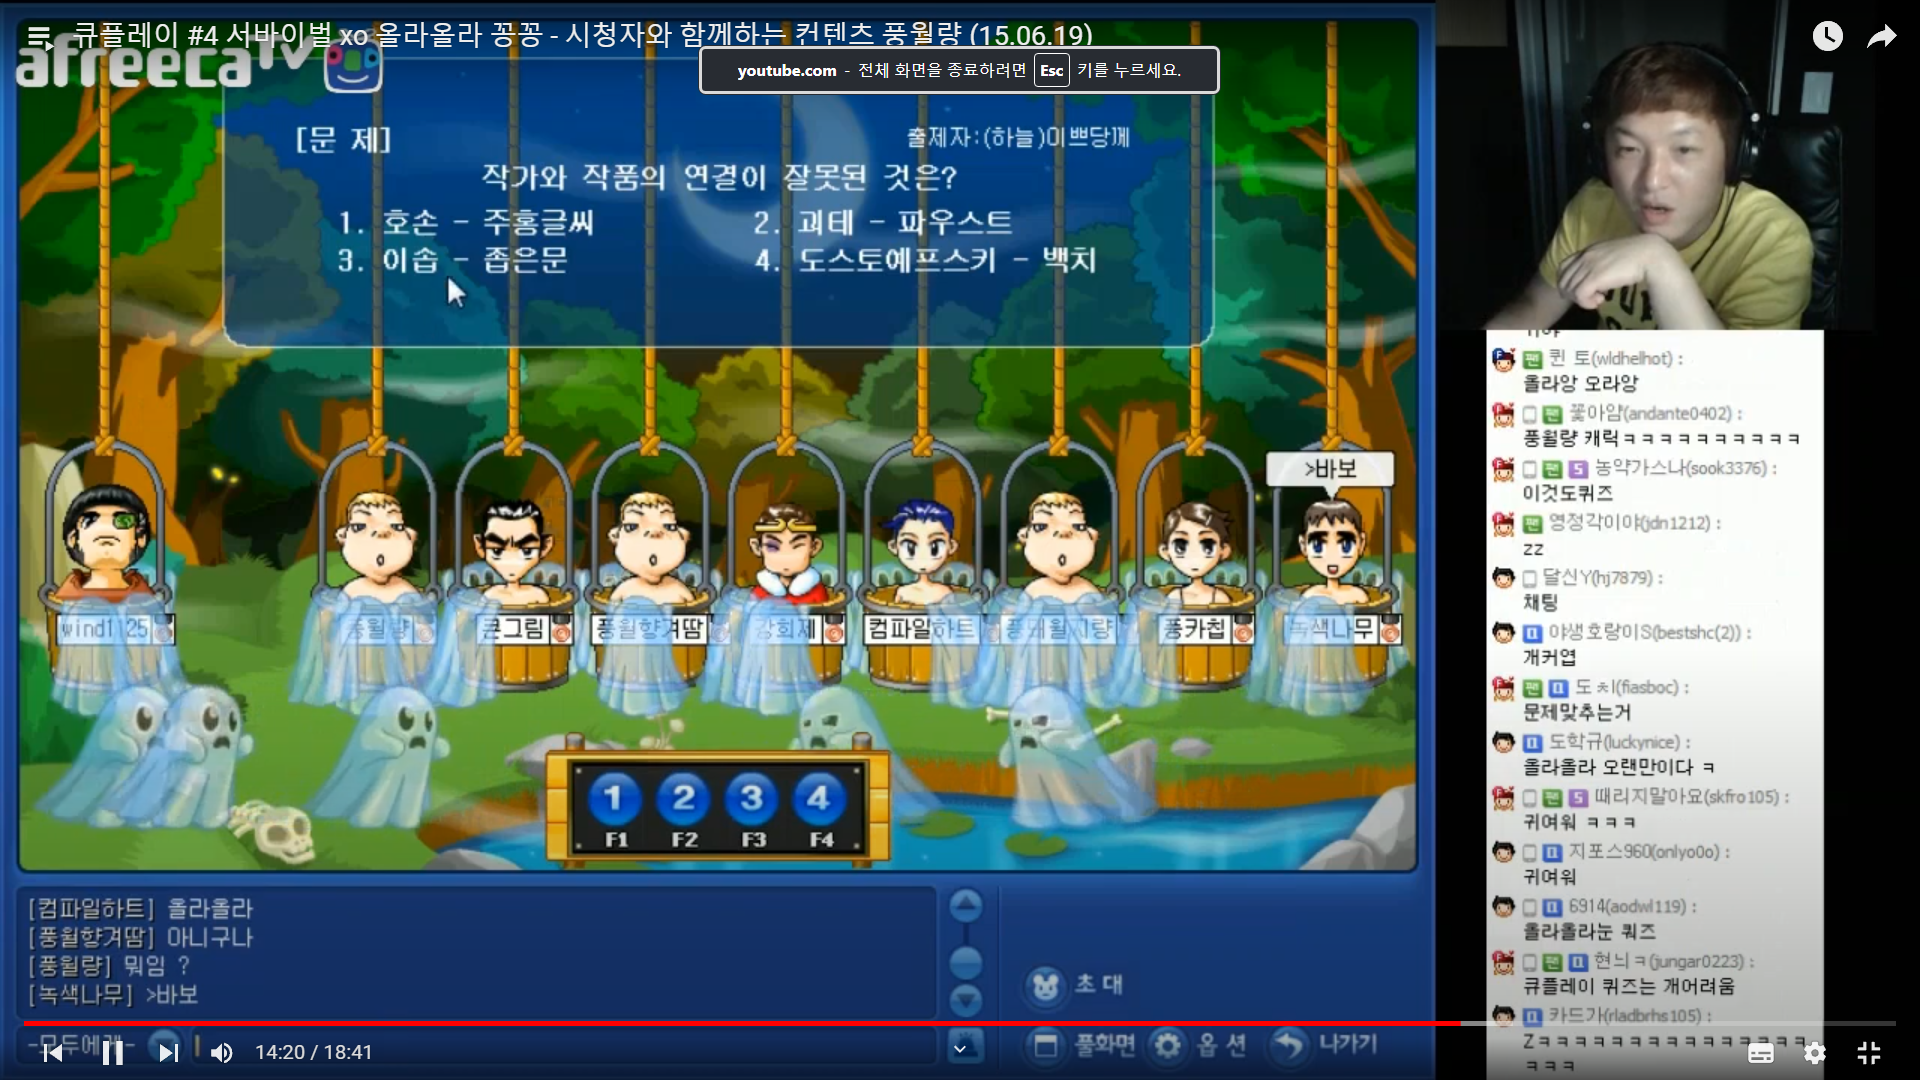 큐플레이 #4 서바이벌 xo 올라올라 꽁꽁 - 시청자와 함께하는 컨텐츠 풍월량 (15.06.19)
afreecaTV
youtube.com - 전체 화면을 종료하려면 Esc 키를 누르세요.
[문 제]
출제자:(하늘)이쁘당께
작가와 작품의 연결이 잘못된 것은?
1. 호손 - 주홍글씨
2. 괴테 - 파우스트
3. 이솝 - 좁은문
4. 도스토예프스키 - 백치
>바보
wind1125
풍월량
큰그림
풍월향겨땀
강회제
컴파일하트
풍카칩
녹색나무
1 2 3 4
F1 F2 F3 F4
[컴파일하트] 올라올라
[풍월향겨땀] 아니구나
[풍월량] 뭐임 ?
[녹색나무] >바보
-모두에게-
초대
풀화면
옵션
나가기
14:20 / 18:41
팬 퀸 토(wldhelhot) :
올라앙 오라앙
팬 꽃아얌(andante0402) :
풍월량 캐릭ㅋㅋㅋㅋㅋㅋㅋㅋㅋㅋ
팬 S 농약가스나(sook3376) :
이것도퀴즈
팬 영정각이야(jdn1212) :
zz
달신Y(hj7879) :
채팅
야생호랑이S(bestshc(2)) :
개커엽
팬 도ㅊl(fiasboc) :
문제맞추는거
도학규(luckynice) :
올라올라 오랜만이다 ㅋ
팬 S 때리지말아요(skfro105) :
귀여워 ㅋㅋㅋ
지포스960(onlyo0o) :
귀여워
6914(aodwl119) :
올라올라눈 쿼즈
팬 현늬ㅋ(jungar0223) :
큐플레이 퀴즈는 개어려움
카드가(rladbrhs105) :
Zㅋㅋㅋㅋㅋㅋㅋㅋㅋㅋㅋㅋㅋㅋㅋ
ㅋㅋㅋ